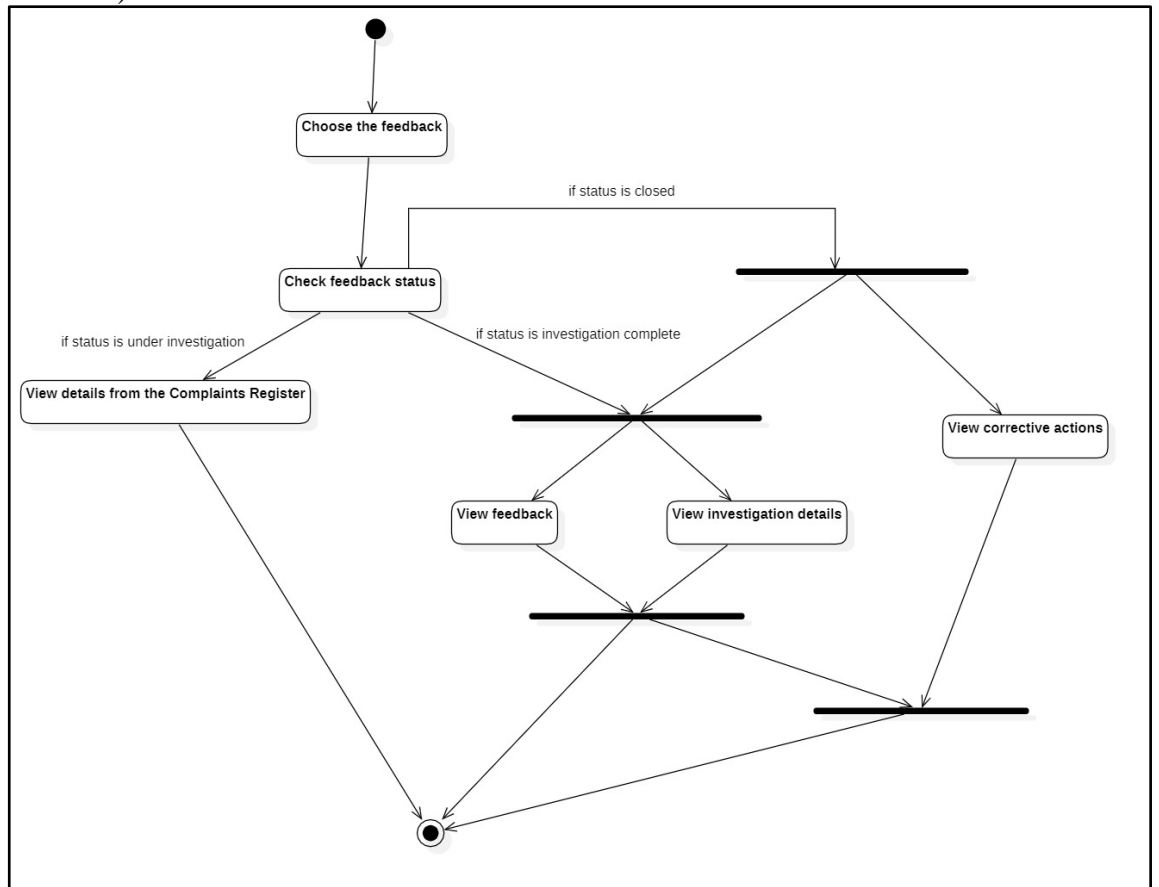 )
Choose the feedback
if status is closed
Check feedback status
if status is under investigation
if status is investigation complete
View details from the Complaints Register
View corrective actions
View feedback
View investigation details